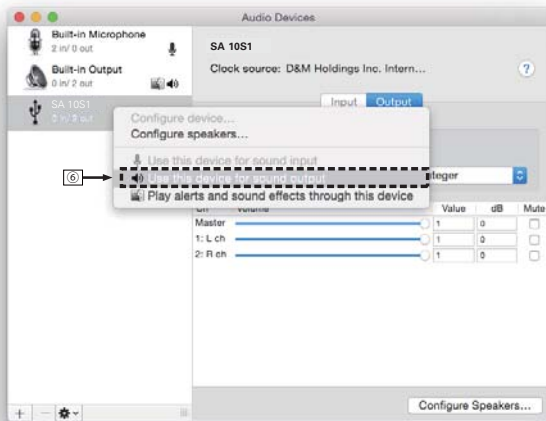 Audio Devices
Built-in Microphone
2 in/ 0 out
Built-in Output
0 in/ 2 out
SA 10S1
SA 10S1
Clock source: D&M Holdings Inc. Intern...
?
Input Output
Configure device...
Configure speakers...
Use this device for sound input
⑥ Use this device for sound output
Play alerts and sound effects through this device
teger
Ch Volume Value dB Mute
Master 1 0
1: L ch 1 0
2: R ch 1 0
Configure Speakers...